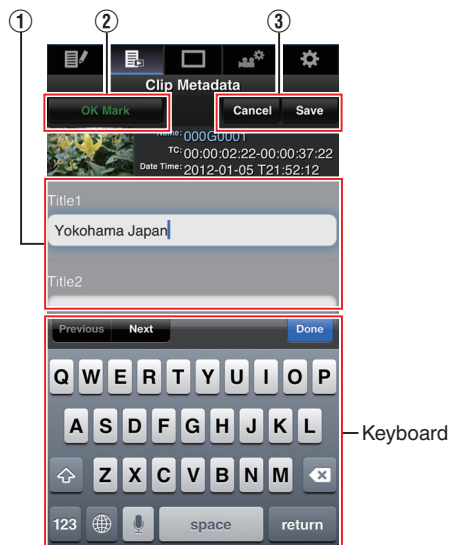 ① ② ③
Clip Metadata
OK Mark Cancel Save
Name: 000G0001
TC: 00:00:02:22-00:00:37:22
Date Time: 2012-01-05 T21:52:12
Title1
Yokohama Japan
Title2
Previous Next Done
Q W E R T Y U I O P
A S D F G H J K L
Keyboard
Z X C V B N M
123 space return